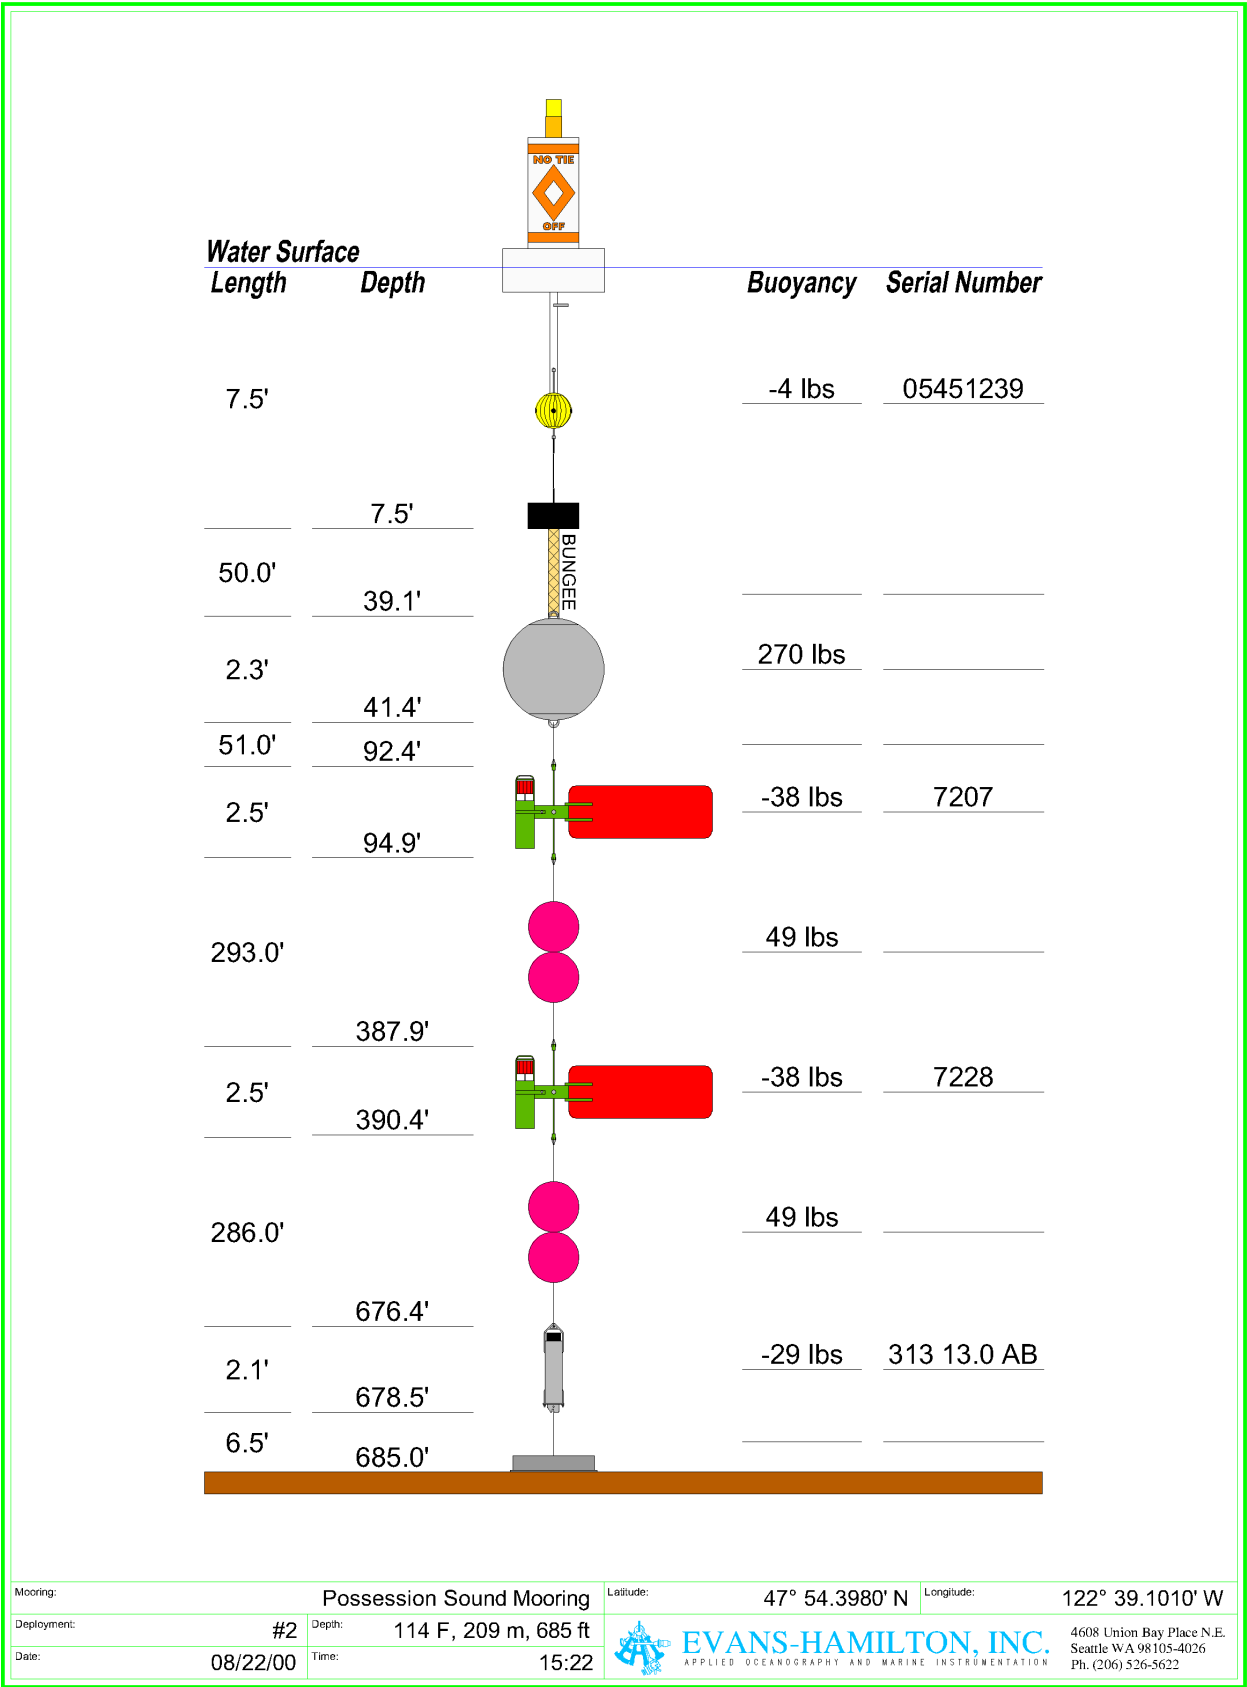 NO TIE
OFF
Water Surface
Length Depth Buoyancy Serial Number
7.5' -4 lbs 05451239
7.5'
BUNGEE
50.0'
39.1'
2.3' 270 lbs
41.4'
51.0' 92.4'
2.5' -38 lbs 7207
94.9'
293.0' 49 lbs
387.9'
2.5' -38 lbs 7228
390.4'
286.0' 49 lbs
676.4'
2.1' -29 lbs 313 13.0 AB
678.5'
6.5' 685.0'
Mooring: Possession Sound Mooring Latitude: 47° 54.3980' N Longitude: 122° 39.1010' W
Deployment: #2 Depth: 114 F, 209 m, 685 ft
Date: 08/22/00 Time: 15:22
EVANS-HAMILTON, INC.
APPLIED OCEANOGRAPHY AND MARINE INSTRUMENTATION
4608 Union Bay Place N.E.
Seattle WA 98105-4026
Ph. (206) 526-5622